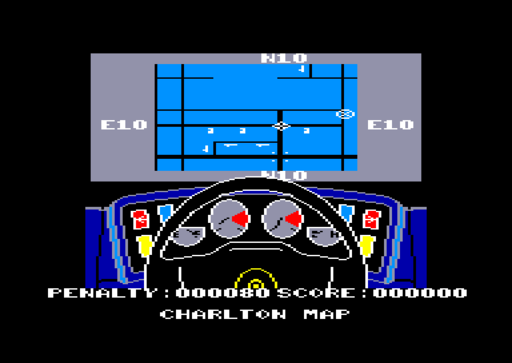 N10
E10 E10
N10
PENALTY:000080 SCORE:000000
CHARLTON MAP